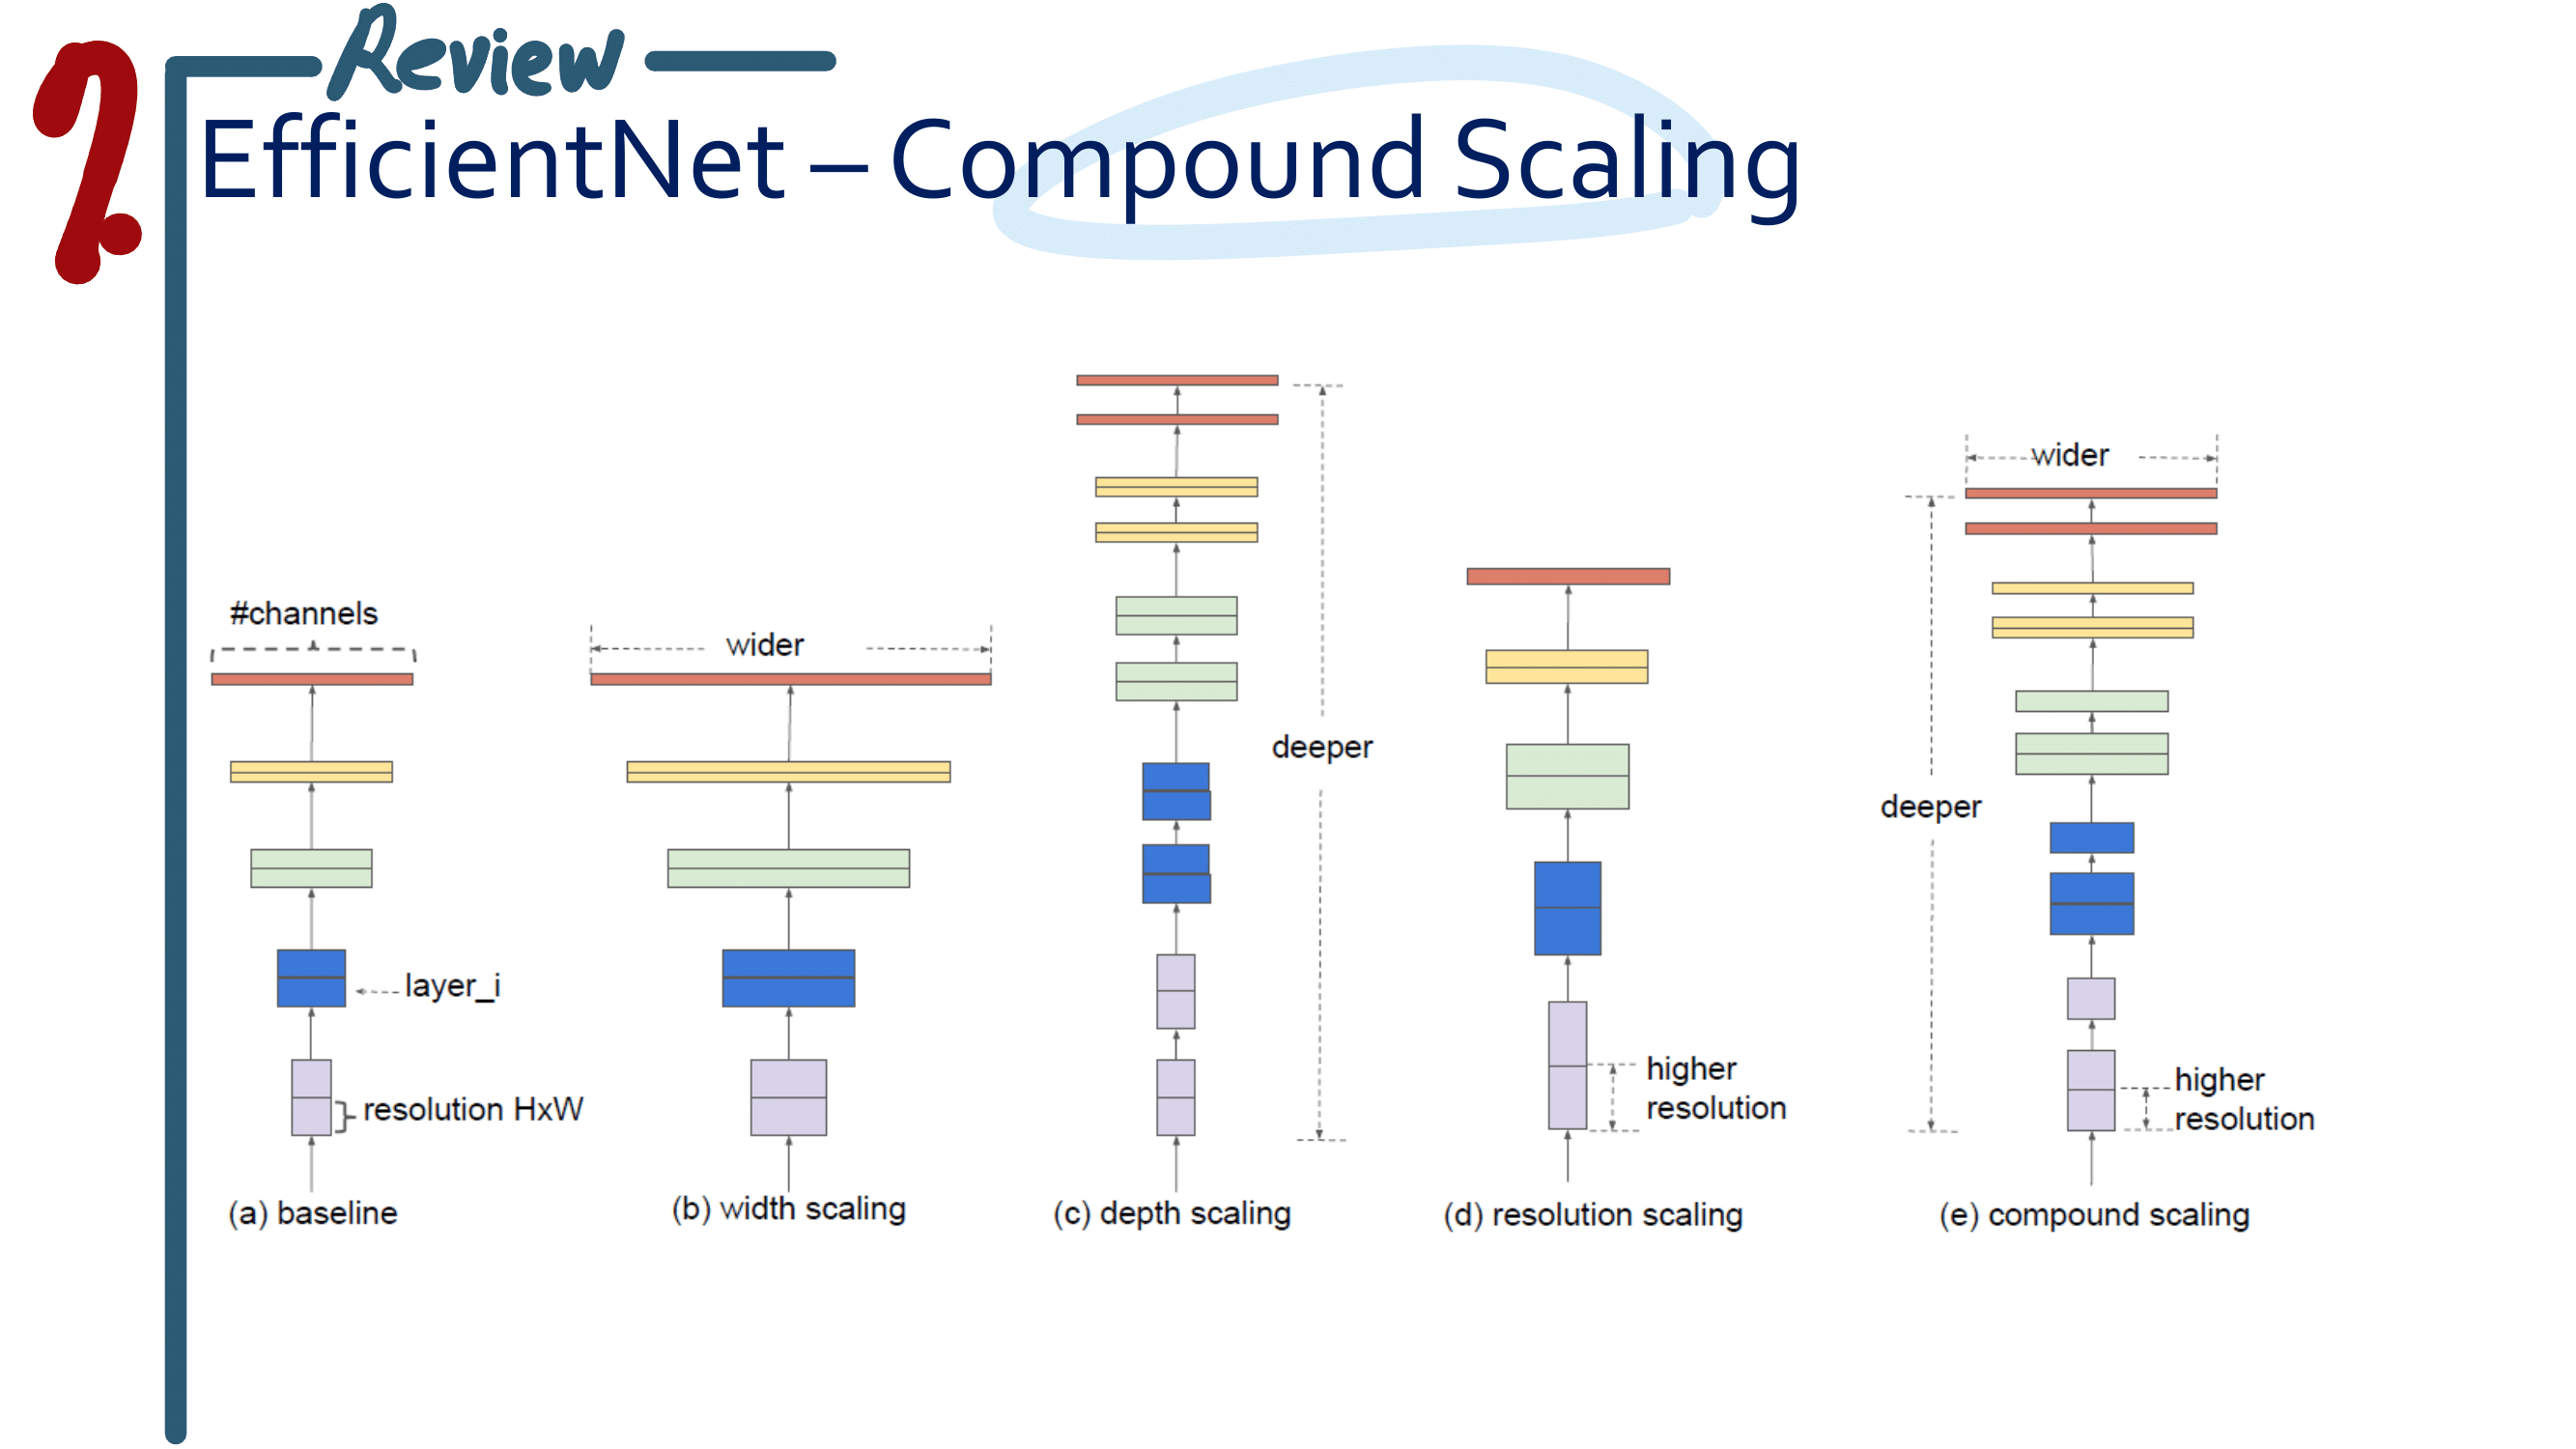 Review
EfficientNet – Compound Scaling
#channels
layer_i
resolution HxW
(a) baseline
wider
(b) width scaling
deeper
(c) depth scaling
higher
resolution
(d) resolution scaling
wider
deeper
higher
resolution
(e) compound scaling